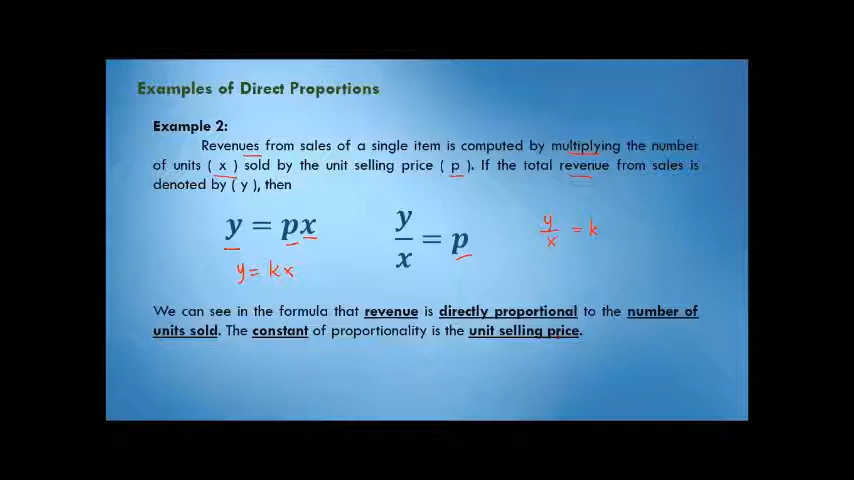 Examples of Direct Proportions
Example 2:
Revenues from sales of a single item is computed by multiplying the number
of units ( x ) sold by the unit selling price ( p ). If the total revenue from sales is
denoted by ( y ), then
y = px
y/x = p
y/x = k
y = kx
We can see in the formula that revenue is directly proportional to the number of
units sold. The constant of proportionality is the unit selling price.